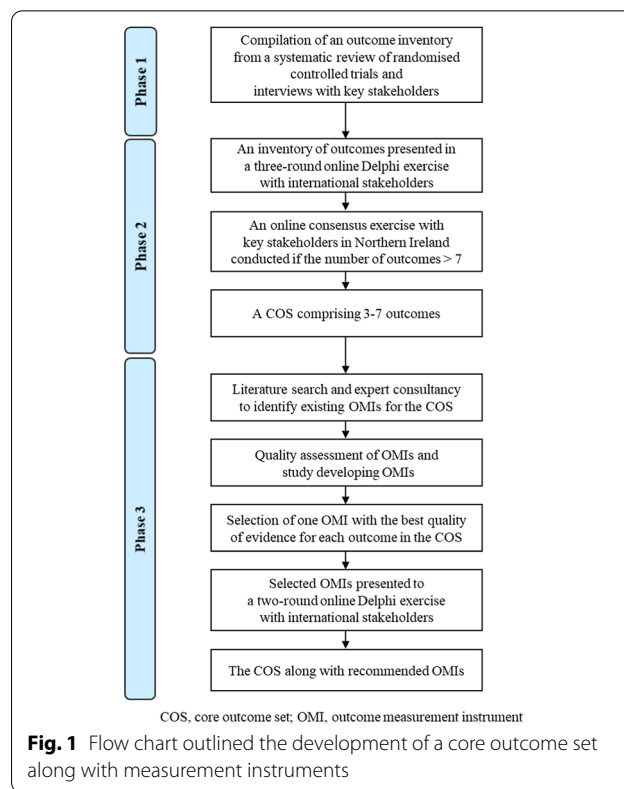 Phase 1
Compilation of an outcome inventory
from a systematic review of randomised
controlled trials and
interviews with key stakeholders
Phase 2
An inventory of outcomes presented in
a three-round online Delphi exercise
with international stakeholders
An online consensus exercise with
key stakeholders in Northern Ireland
conducted if the number of outcomes > 7
A COS comprising 3-7 outcomes
Phase 3
Literature search and expert consultancy
to identify existing OMIs for the COS
Quality assessment of OMIs and
study developing OMIs
Selection of one OMI with the best quality
of evidence for each outcome in the COS
Selected OMIs presented to
a two-round online Delphi exercise
with international stakeholders
The COS along with recommended OMIs
COS, core outcome set; OMI, outcome measurement instrument
Fig. 1 Flow chart outlined the development of a core outcome set
along with measurement instruments